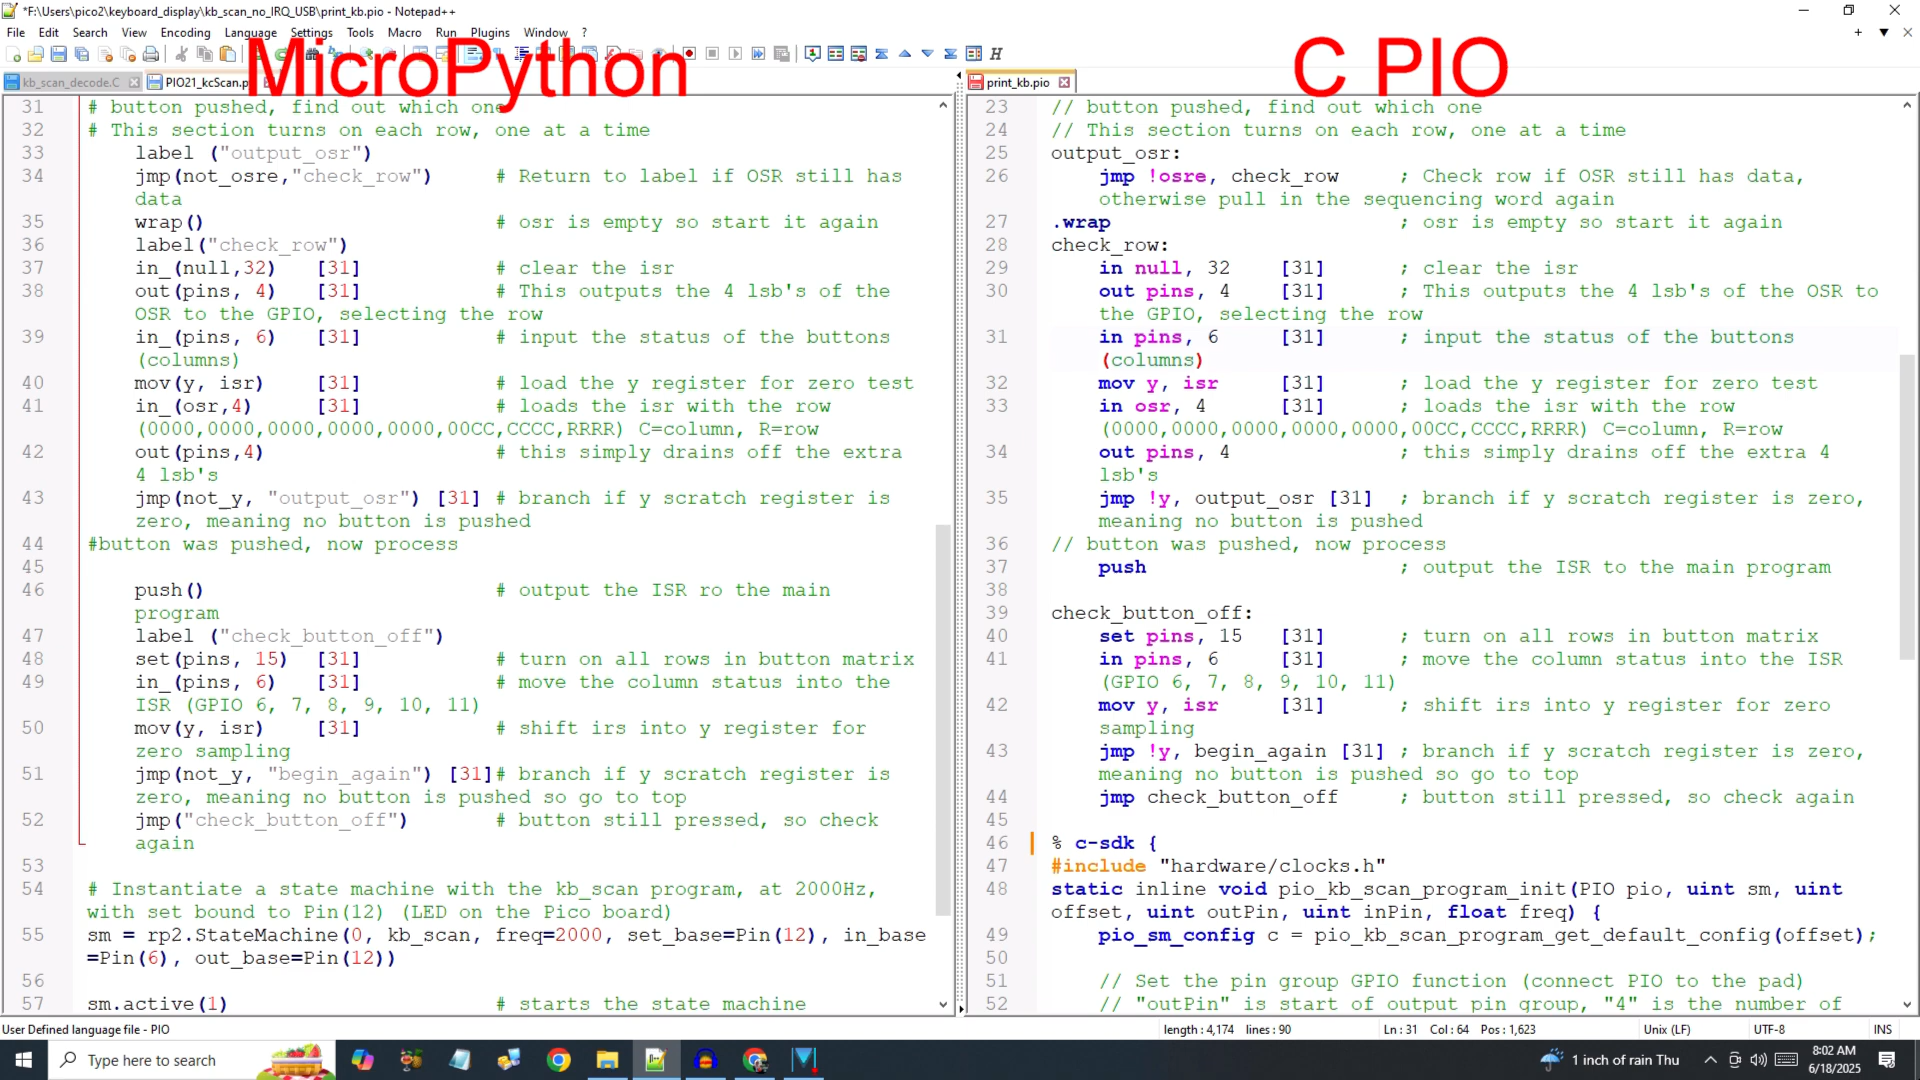 *F:\Users\pico2\keyboard_display\kb_scan_no_IRQ_USB\print_kb.pio - Notepad++
File Edit Search View Encoding Language Settings Tools Macro Run Plugins Window ?
MicroPython
C PIO
kb_scan_decode.C
PIO21_kcScan.p
31 # button pushed, find out which one
32 # This section turns on each row, one at a time
33 label ("output_osr")
34 jmp(not_osre,"check_row") # Return to label if OSR still has
data
35 wrap() # osr is empty so start it again
36 label("check_row")
37 in_(null,32) [31] # clear the isr
38 out(pins, 4) [31] # This outputs the 4 lsb's of the
OSR to the GPIO, selecting the row
39 in_(pins, 6) [31] # input the status of the buttons
(columns)
40 mov(y, isr) [31] # load the y register for zero test
41 in_(osr,4) [31] # loads the isr with the row
(0000,0000,0000,0000,0000,00CC,CCCC,RRRR) C=column, R=row
42 out(pins,4) # this simply drains off the extra
4 lsb's
43 jmp(not_y, "output_osr") [31] # branch if y scratch register is
zero, meaning no button is pushed
44 #button was pushed, now process
45
46 push() # output the ISR ro the main
program
47 label ("check_button_off")
48 set(pins, 15) [31] # turn on all rows in button matrix
49 in_(pins, 6) [31] # move the column status into the
ISR (GPIO 6, 7, 8, 9, 10, 11)
50 mov(y, isr) [31] # shift irs into y register for
zero sampling
51 jmp(not_y, "begin_again") [31]# branch if y scratch register is
zero, meaning no button is pushed so go to top
52 jmp("check_button_off") # button still pressed, so check
again
53
54 # Instantiate a state machine with the kb_scan program, at 2000Hz,
with set bound to Pin(12) (LED on the Pico board)
55 sm = rp2.StateMachine(0, kb_scan, freq=2000, set_base=Pin(12), in_base
=Pin(6), out_base=Pin(12))
56
57 sm.active(1) # starts the state machine
print_kb.pio
23 // button pushed, find out which one
24 // This section turns on each row, one at a time
25 output_osr:
26 jmp !osre, check_row ; Check row if OSR still has data,
otherwise pull in the sequencing word again
27 .wrap ; osr is empty so start it again
28 check_row:
29 in null, 32 [31] ; clear the isr
30 out pins, 4 [31] ; This outputs the 4 lsb's of the OSR to
the GPIO, selecting the row
31 in pins, 6 [31] ; input the status of the buttons
(columns)
32 mov y, isr [31] ; load the y register for zero test
33 in osr, 4 [31] ; loads the isr with the row
(0000,0000,0000,0000,0000,00CC,CCCC,RRRR) C=column, R=row
34 out pins, 4 ; this simply drains off the extra 4
lsb's
35 jmp !y, output_osr [31] ; branch if y scratch register is zero,
meaning no button is pushed
36 // button was pushed, now process
37 push ; output the ISR to the main program
38
39 check_button_off:
40 set pins, 15 [31] ; turn on all rows in button matrix
41 in pins, 6 [31] ; move the column status into the ISR
(GPIO 6, 7, 8, 9, 10, 11)
42 mov y, isr [31] ; shift irs into y register for zero
sampling
43 jmp !y, begin_again [31] ; branch if y scratch register is zero,
meaning no button is pushed so go to top
44 jmp check_button_off ; button still pressed, so check again
45
46 % c-sdk {
47 #include "hardware/clocks.h"
48 static inline void pio_kb_scan_program_init(PIO pio, uint sm, uint
offset, uint outPin, uint inPin, float freq) {
49 pio_sm_config c = pio_kb_scan_program_get_default_config(offset);
50
51 // Set the pin group GPIO function (connect PIO to the pad)
52 // "outPin" is start of output pin group, "4" is the number of
User Defined language file - PIO
length : 4,174 lines : 90
Ln : 31 Col : 64 Pos : 1,623
Unix (LF)
UTF-8
INS
Type here to search
1 inch of rain Thu
8:02 AM
6/18/2025